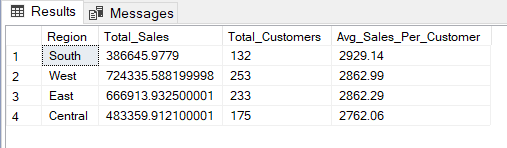 Results Messages
Region Total_Sales Total_Customers Avg_Sales_Per_Customer
1 South 386645.9779 132 2929.14
2 West 724335.588199998 253 2862.99
3 East 666913.932500001 233 2862.29
4 Central 483359.912100001 175 2762.06